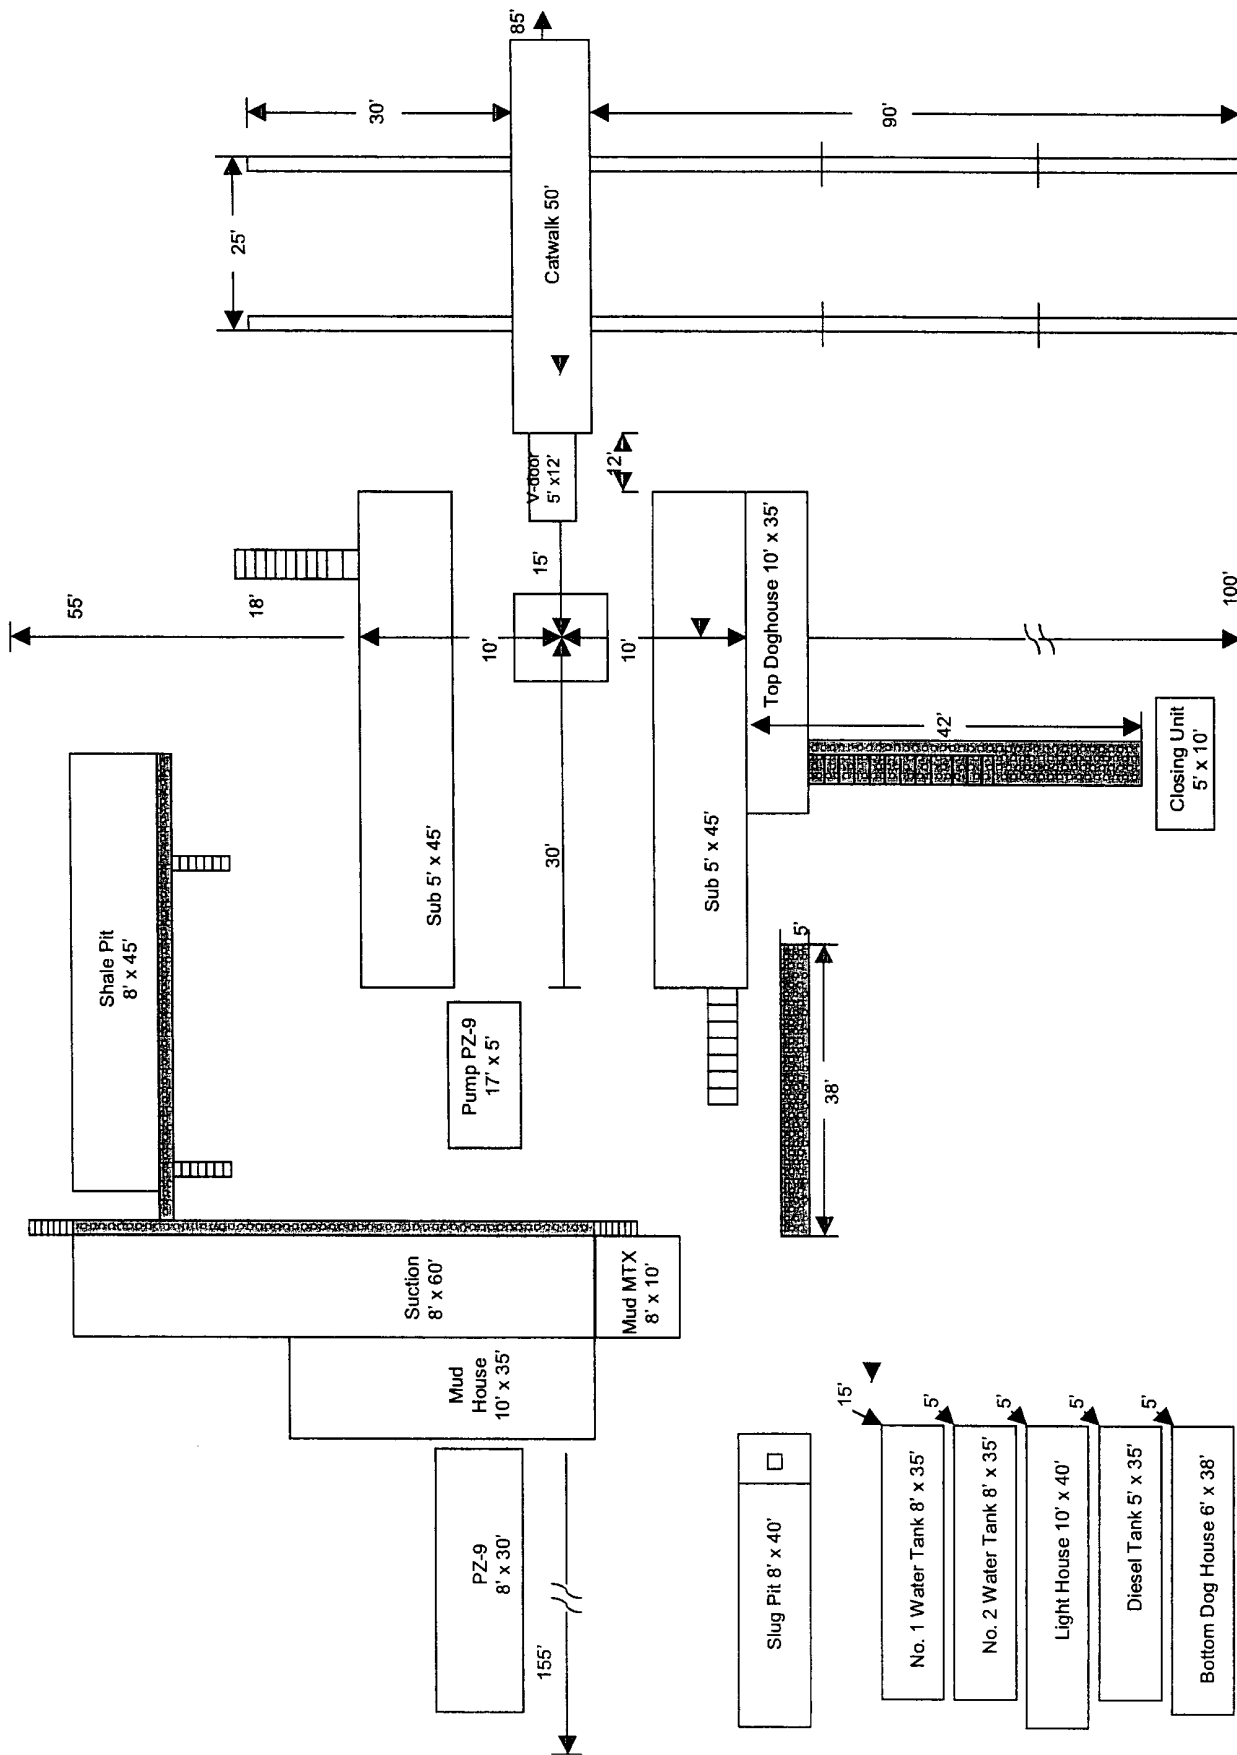 155'
PZ-9
8' x 30'
Mud
House
10' x 35'
Suction
8' x 60'
Mud MTX
8' x 10'
Shale Pit
8' x 45'
Pump PZ-9
17' x 5'
Slug Pit 8' x 40'
15'
No. 1 Water Tank 8' x 35'
5'
No. 2 Water Tank 8' x 35'
5'
Light House 10' x 40'
5'
Diesel Tank 5' x 35'
5'
Bottom Dog House 6' x 38'
5'
38'
Sub 5' x 45'
30'
Sub 5' x 45'
Top Doghouse 10' x 35'
42'
Closing Unit
5' x 10'
55'
18'
10'
10'
100'
15'
V-door
5' x12'
12'
Catwalk 50'
25'
30'
90'
85'